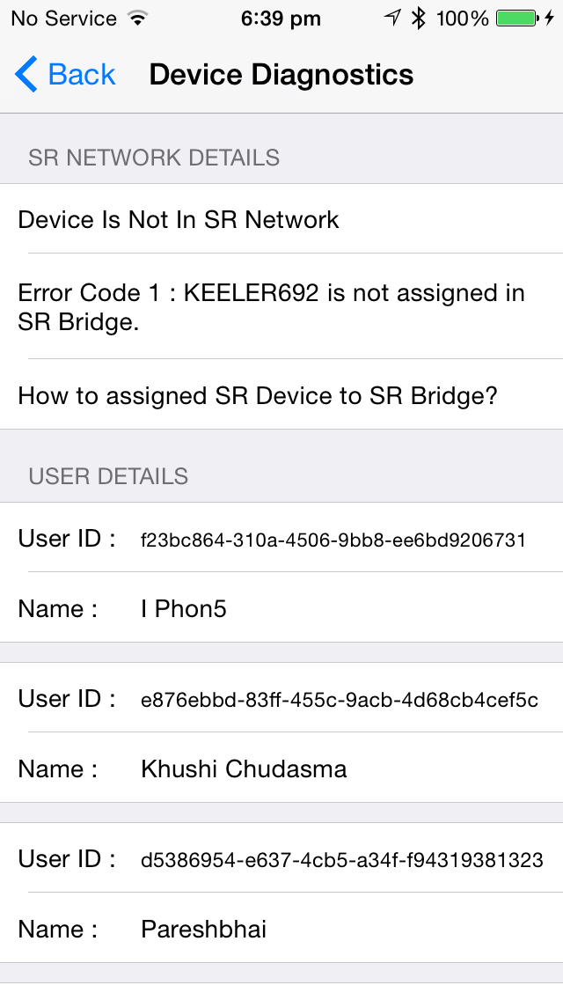 No Service 6:39 pm 100%
Back Device Diagnostics
SR NETWORK DETAILS
Device Is Not In SR Network
Error Code 1 : KEELER692 is not assigned in
SR Bridge.
How to assigned SR Device to SR Bridge?
USER DETAILS
User ID : f23bc864-310a-4506-9bb8-ee6bd9206731
Name : I Phon5
User ID : e876ebbd-83ff-455c-9acb-4d68cb4cef5c
Name : Khushi Chudasma
User ID : d5386954-e637-4cb5-a34f-f94319381323
Name : Pareshbhai